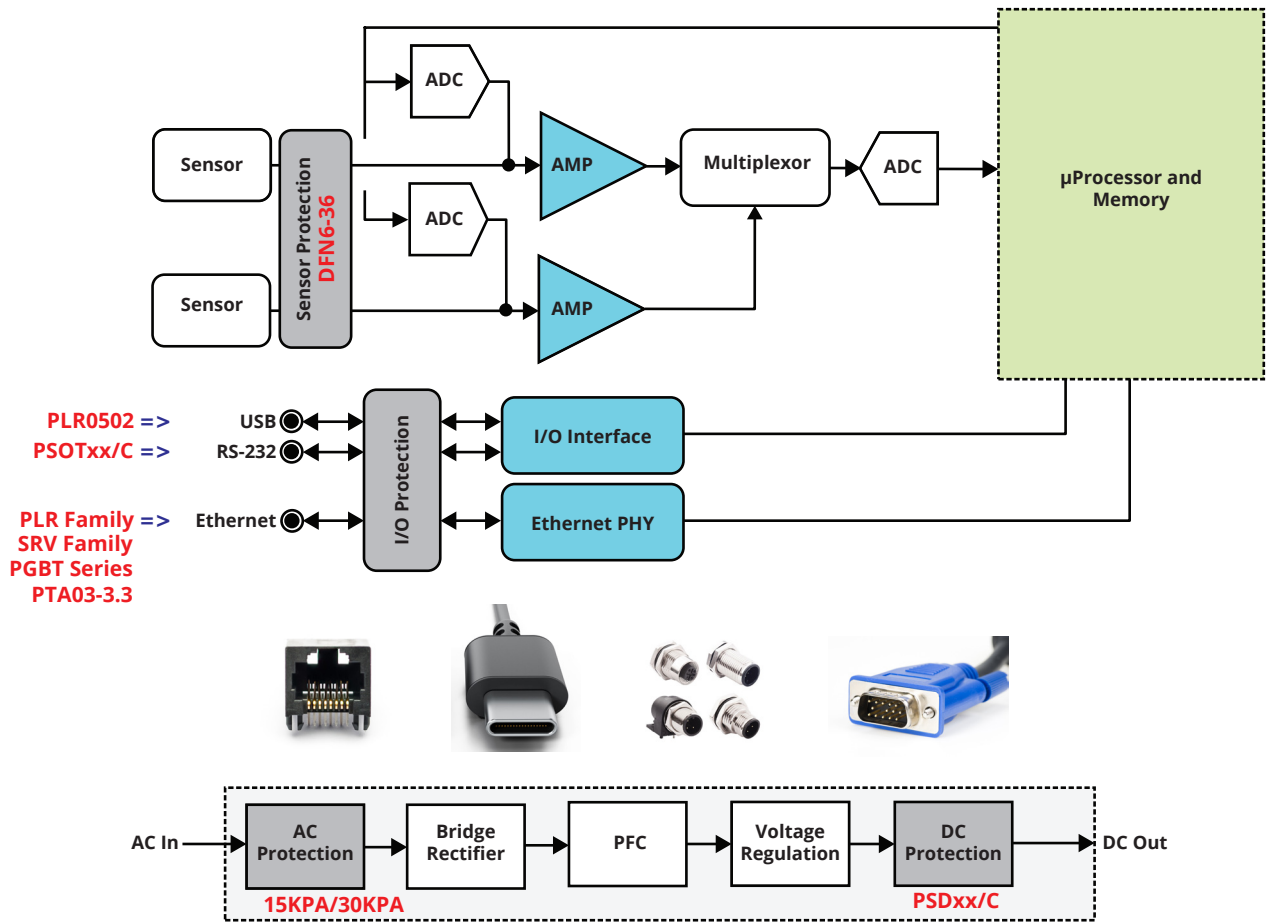 ADC
Sensor
Sensor Protection
DFN6-36
AMP
Multiplexor
ADC
µProcessor and
Memory
ADC
Sensor
AMP
PLR0502 =>
USB
PSOTxx/C =>
RS-232
I/O Protection
I/O Interface
PLR Family =>
Ethernet
Ethernet PHY
SRV Family
PGBT Series
PTA03-3.3
AC In
AC
Protection
15KPA/30KPA
Bridge
Rectifier
PFC
Voltage
Regulation
DC
Protection
PSDxx/C
DC Out